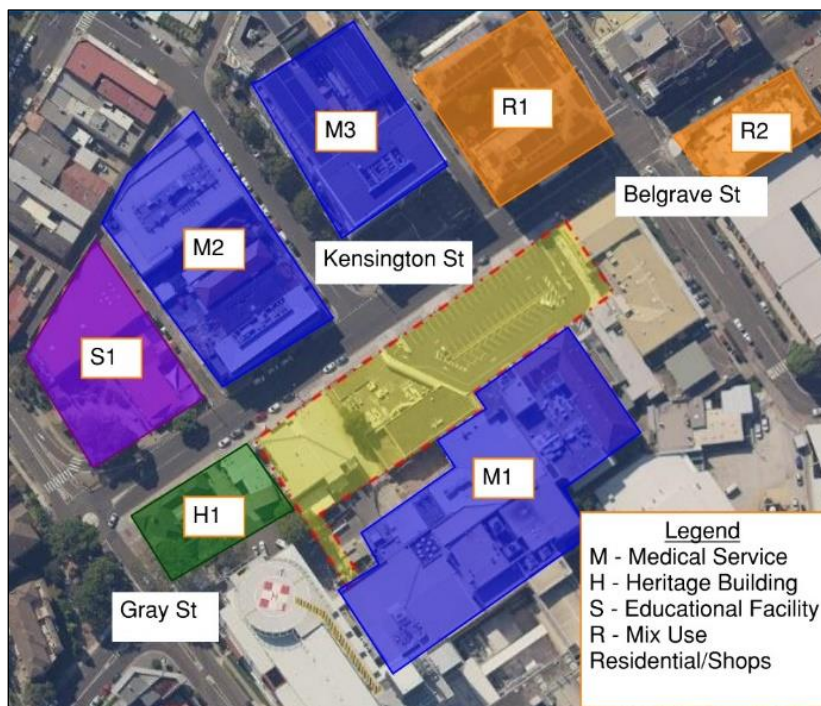 M3
R1
R2
M2
Belgrave St
Kensington St
S1
M1
H1
Legend
M - Medical Service
H - Heritage Building
S - Educational Facility
R - Mix Use
Residential/Shops
Gray St
H